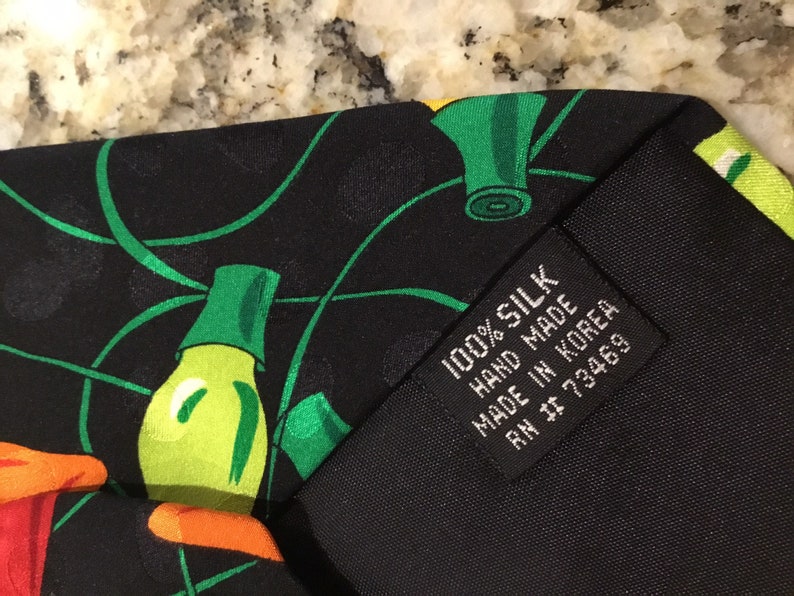 100% SILK
HAND MADE
MADE IN KOREA
RN # 73469